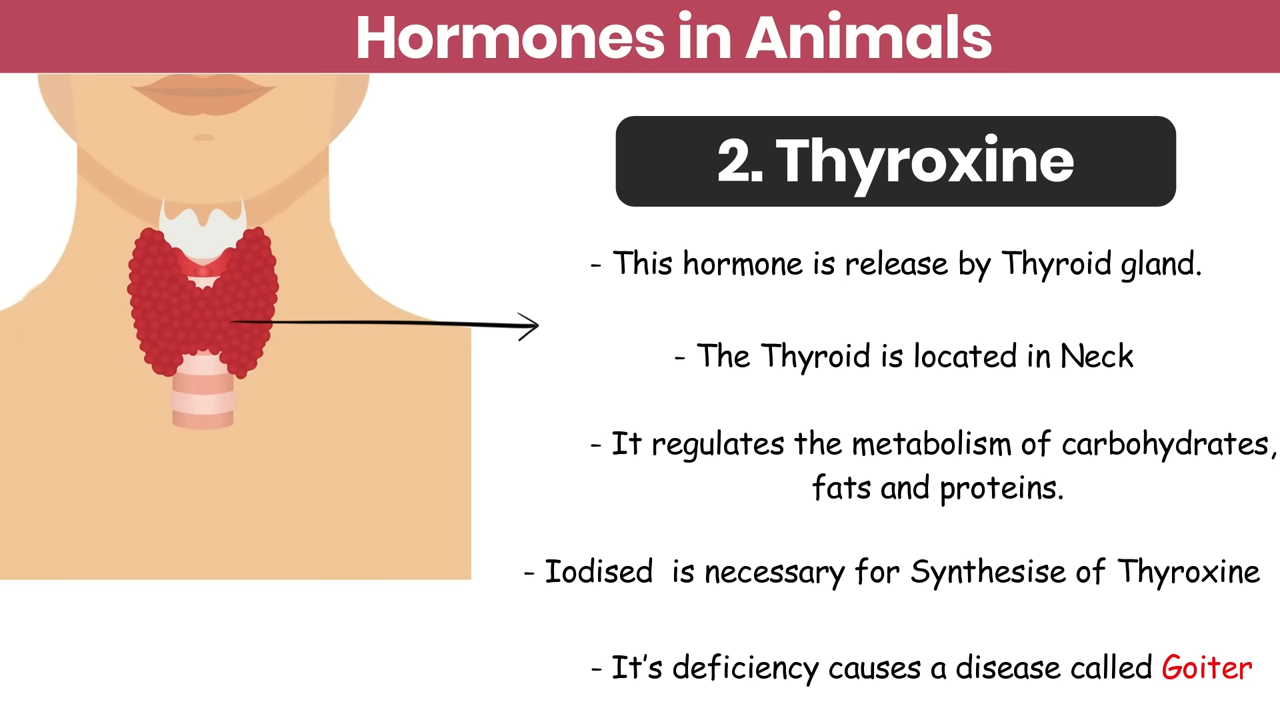 Hormones in Animals
2. Thyroxine
- This hormone is release by Thyroid gland.
- The Thyroid is located in Neck
- It regulates the metabolism of carbohydrates,
fats and proteins.
- Iodised  is necessary for Synthesise of Thyroxine
- It's deficiency causes a disease called Goiter